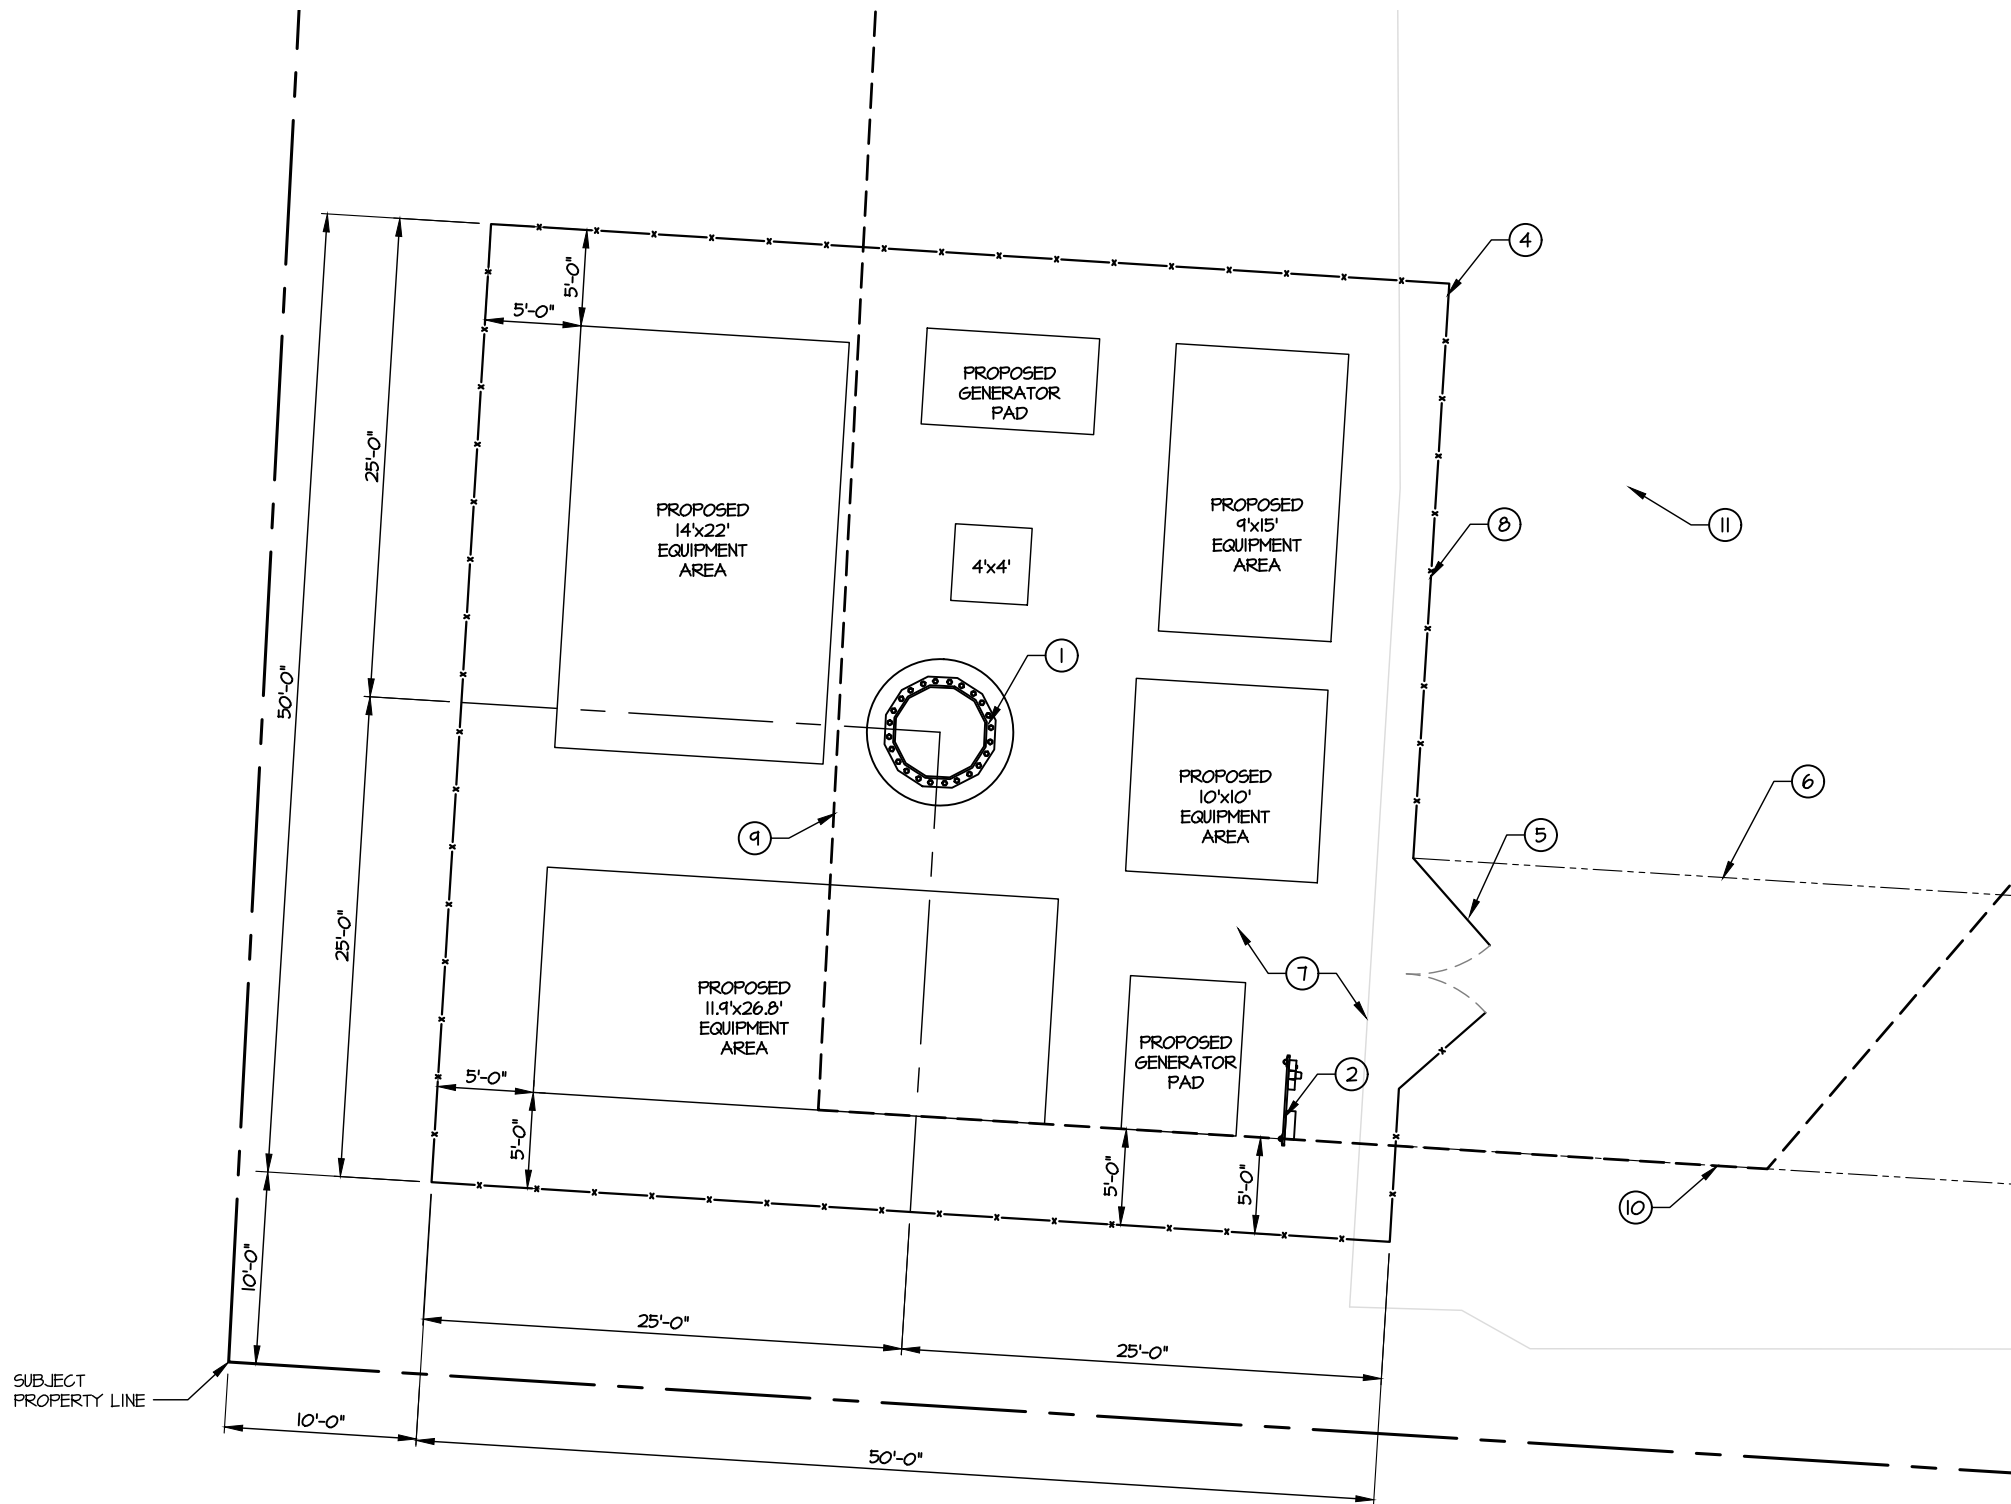 4
5'-0"
5'-0"
PROPOSED
GENERATOR
PAD
25'-0"
PROPOSED
14'x22'
EQUIPMENT
AREA
PROPOSED
9'x15'
EQUIPMENT
AREA
8
11
4'x4'
1
50'-0"
PROPOSED
10'x10'
EQUIPMENT
AREA
6
9
5
25'-0"
7
PROPOSED
11.9'x26.8'
EQUIPMENT
AREA
PROPOSED
GENERATOR
PAD
2
5'-0"
5'-0"
5'-0"
5'-0"
10
10'-0"
25'-0"
25'-0"
SUBJECT
PROPERTY LINE
10'-0"
50'-0"